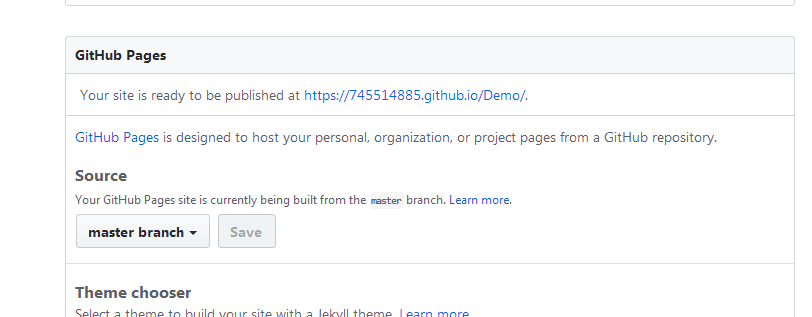 GitHub Pages
Your site is ready to be published at https://745514885.github.io/Demo/.
GitHub Pages is designed to host your personal, organization, or project pages from a GitHub repository.
Source
Your GitHub Pages site is currently being built from the master branch. Learn more.
master branch Save
Theme chooser
Select a theme to build your site with a Jekyll theme. Learn more.